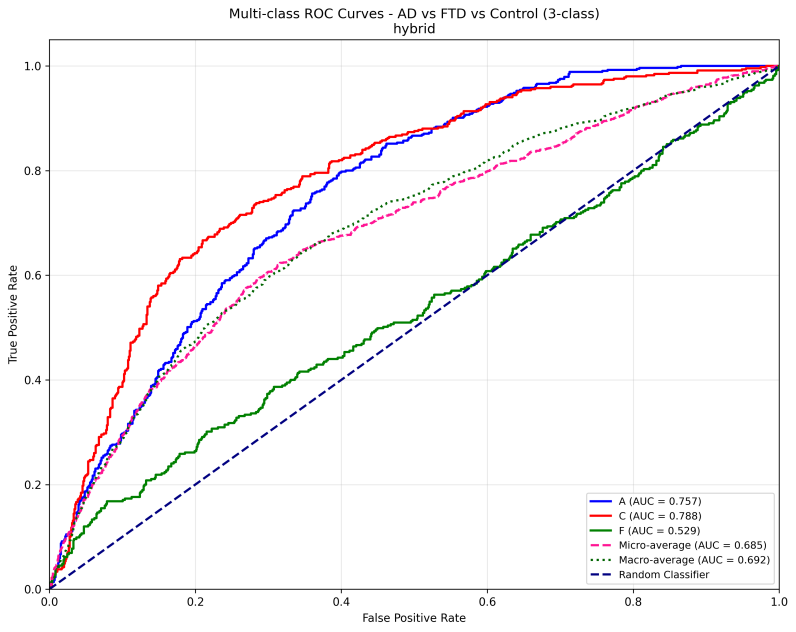 Multi-class ROC Curves - AD vs FTD vs Control (3-class)
hybrid
True Positive Rate
1.0
0.8
0.6
0.4
0.2
0.0
0.0 0.2 0.4 0.6 0.8 1.0
False Positive Rate
A (AUC = 0.757)
C (AUC = 0.788)
F (AUC = 0.529)
Micro-average (AUC = 0.685)
Macro-average (AUC = 0.692)
Random Classifier